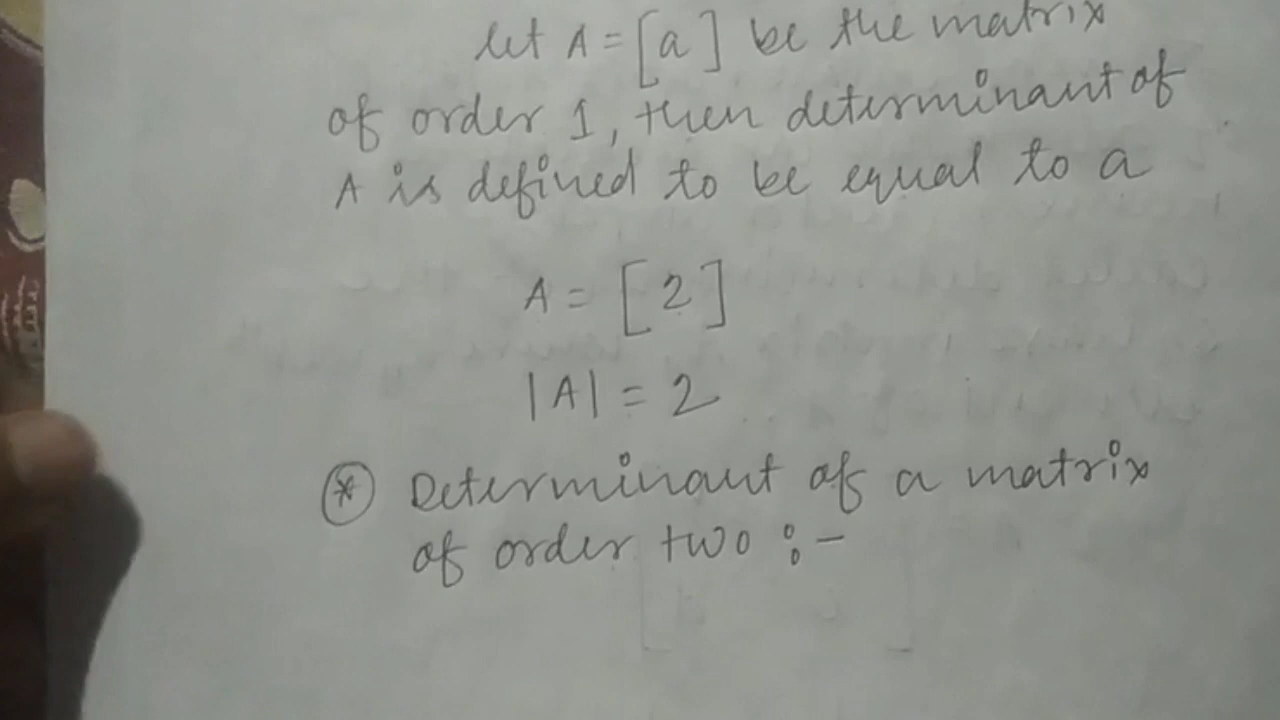 let A = [a] be the matrix
of order 1, then determinant of
A is defined to be equal to a
A = [2]
|A| = 2
* Determinant of a matrix
of order two :-